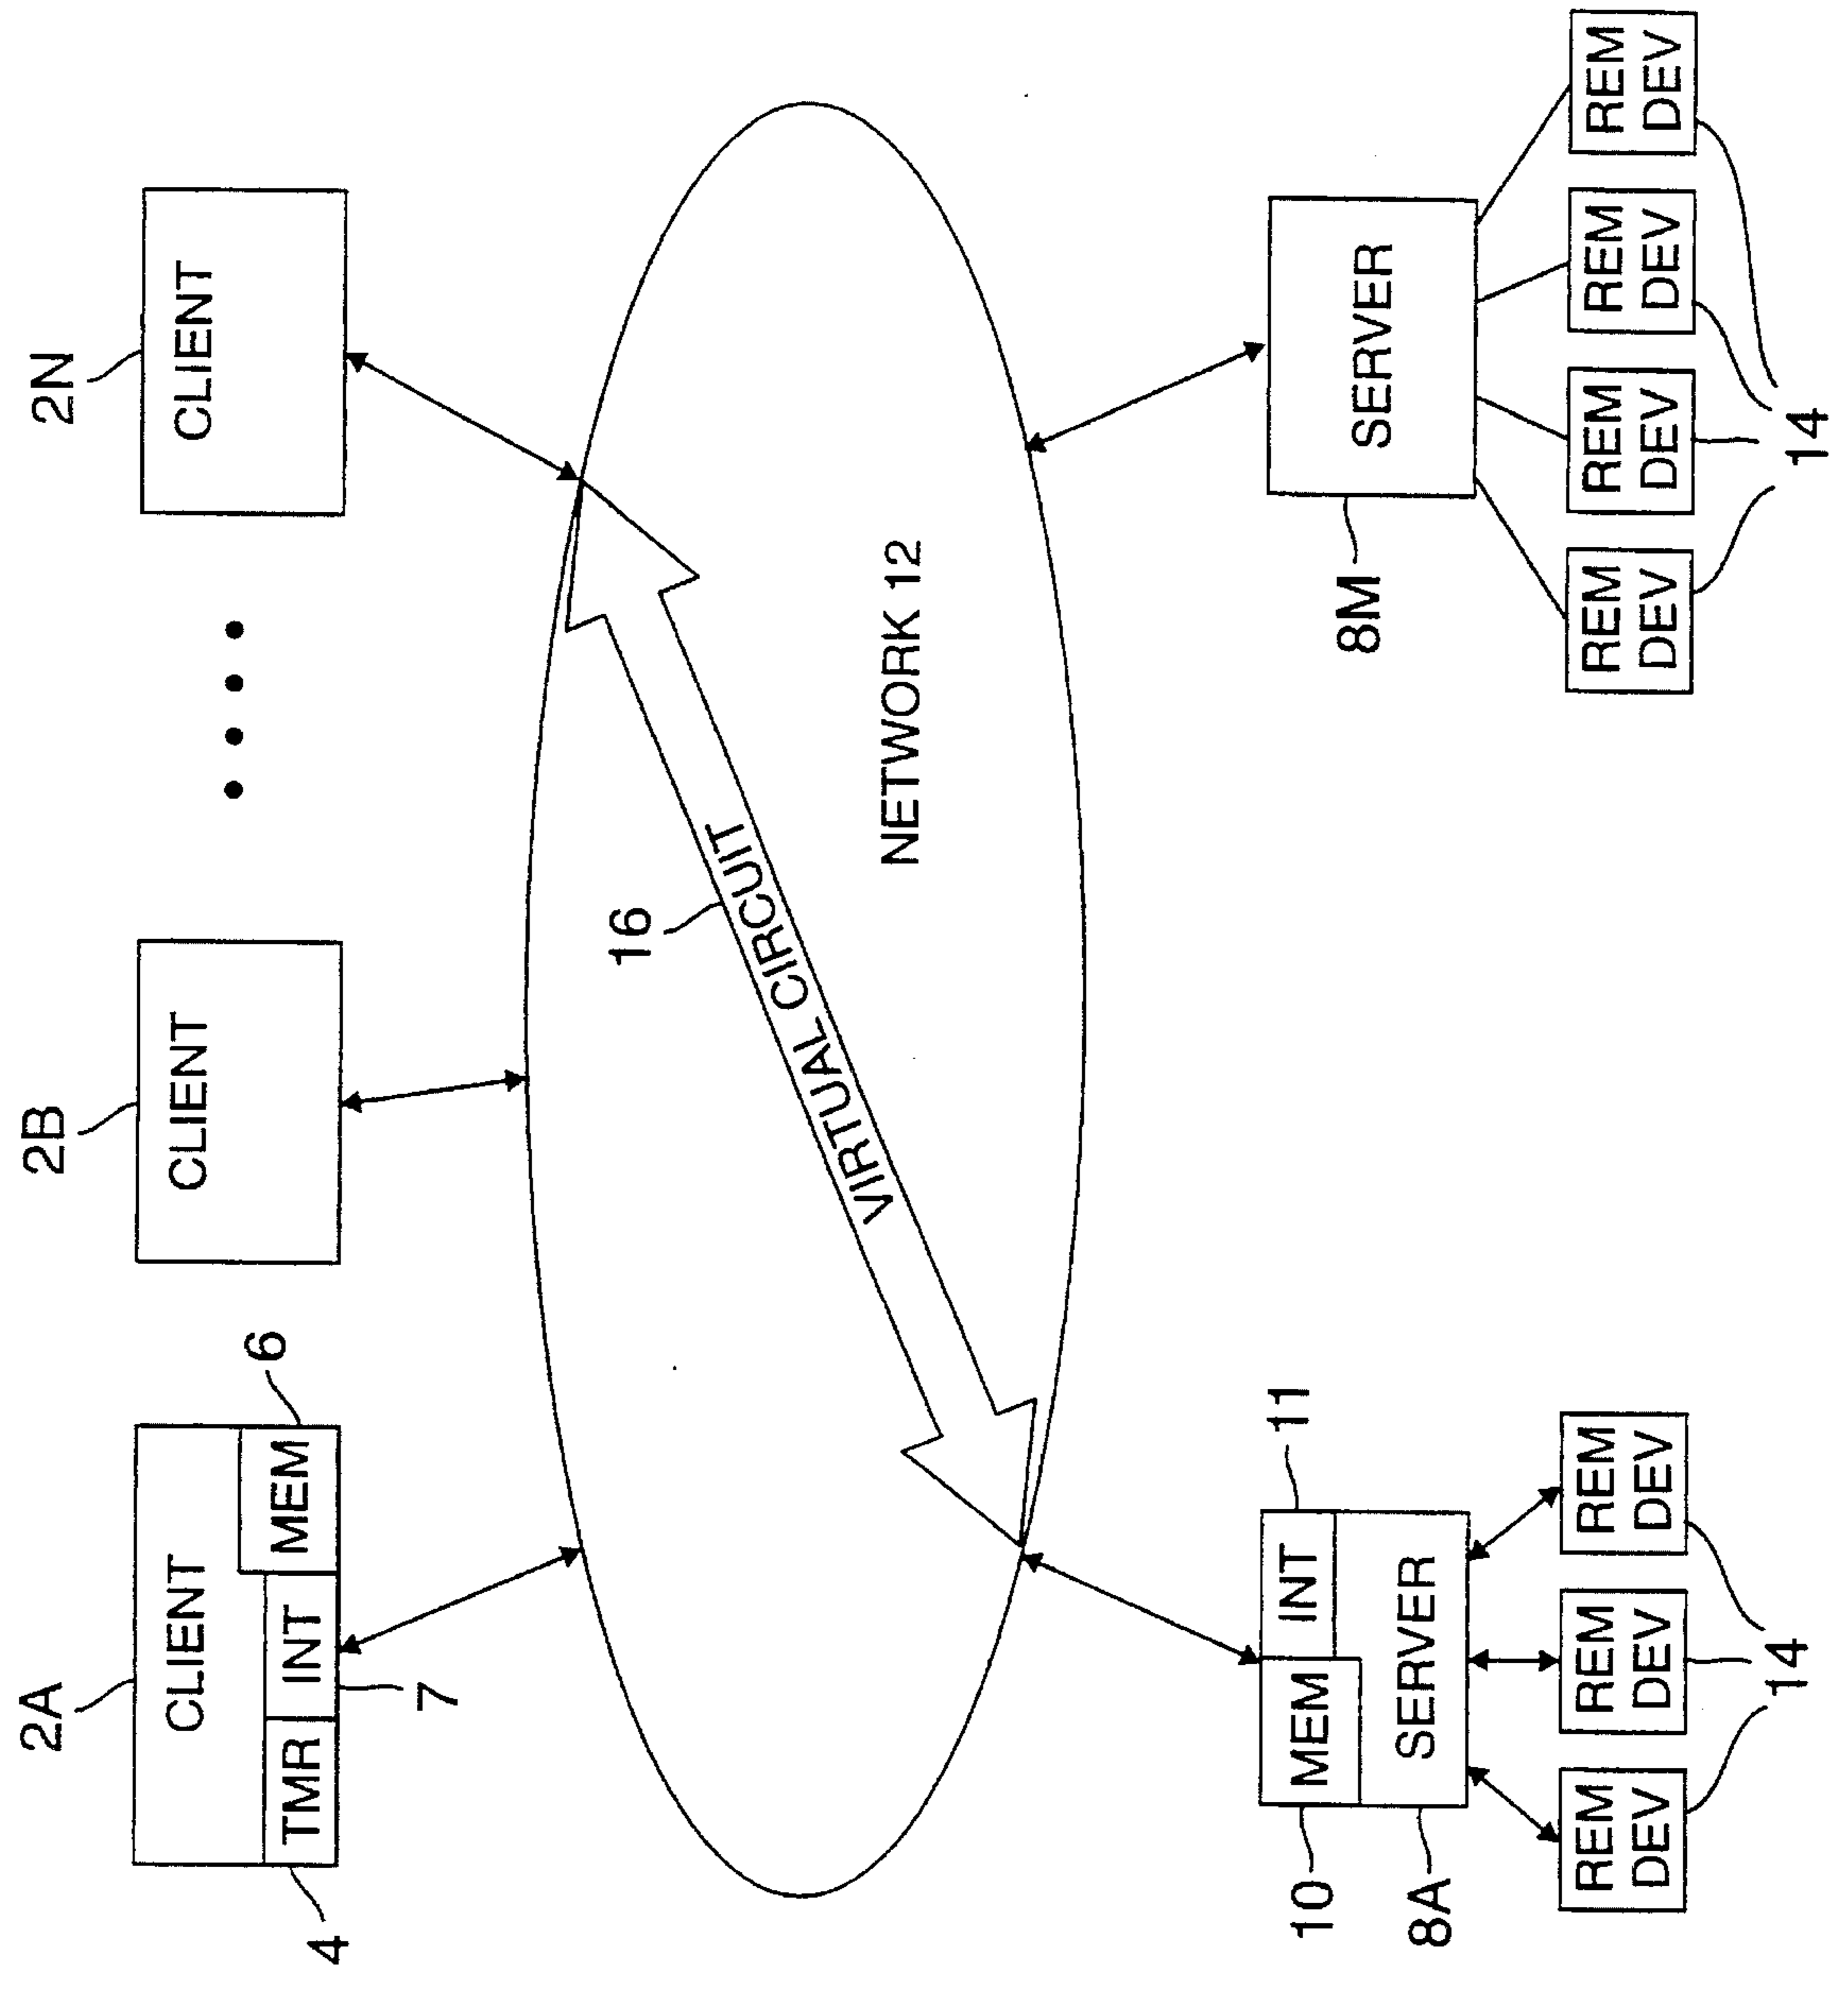 2A
2B
2N
CLIENT
CLIENT
CLIENT
TMR
INT
MEM
4
7
6
16
VIRTUAL CIRCUIT
NETWORK 12
10
MEM
INT
11
SERVER
8A
8M
SERVER
REM
DEV
REM
DEV
REM
DEV
14
REM
DEV
REM
DEV
REM
DEV
REM
DEV
14